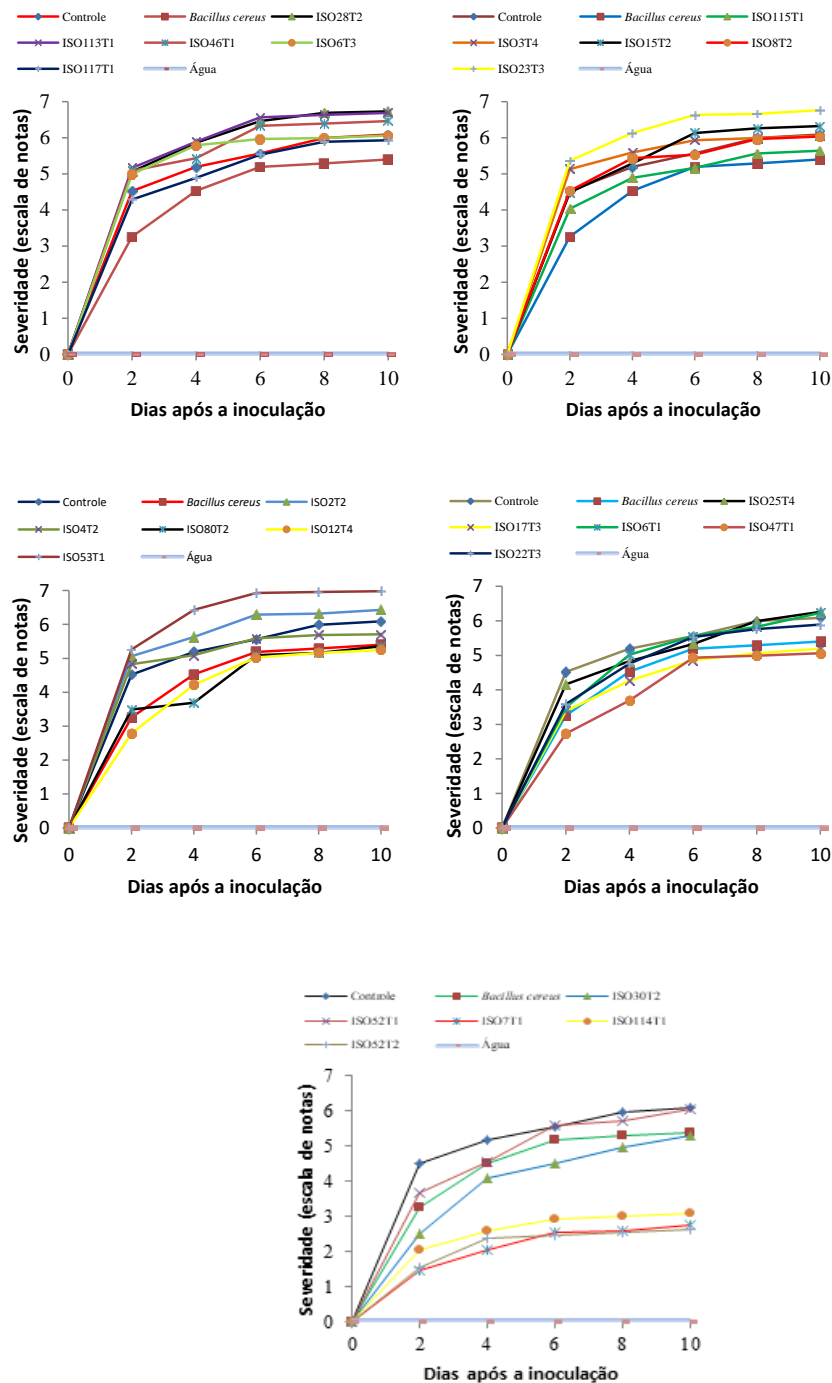 Controle Bacillus cereus ISO28T2
ISO113T1 ISO46T1 ISO6T3
ISO117T1 Água
Severidade (escala de notas)
7
6
5
4
3
2
1
0
0 2 4 6 8 10
Dias após a inoculação
Controle Bacillus cereus ISO115T1
ISO3T4 ISO15T2 ISO8T2
ISO23T3 Água
Severidade (escala de notas)
7
6
5
4
3
2
1
0
0 2 4 6 8 10
Dias após a inoculação
Controle Bacillus cereus ISO2T2
ISO4T2 ISO80T2 ISO12T4
ISO53T1 Água
Severidade (escala de notas)
7
6
5
4
3
2
1
0
0 2 4 6 8 10
Dias após a inoculação
Controle Bacillus cereus ISO25T4
ISO17T3 ISO6T1 ISO47T1
ISO22T3 Água
Severidade (escala de notas)
7
6
5
4
3
2
1
0
0 2 4 6 8 10
Dias após a inoculação
Controle Bacillus cereus ISO30T2
ISO52T1 ISO7T1 ISO114T1
ISO52T2 Água
Severidade (escala de notas)
7
6
5
4
3
2
1
0
0 2 4 6 8 10
Dias após a inoculação